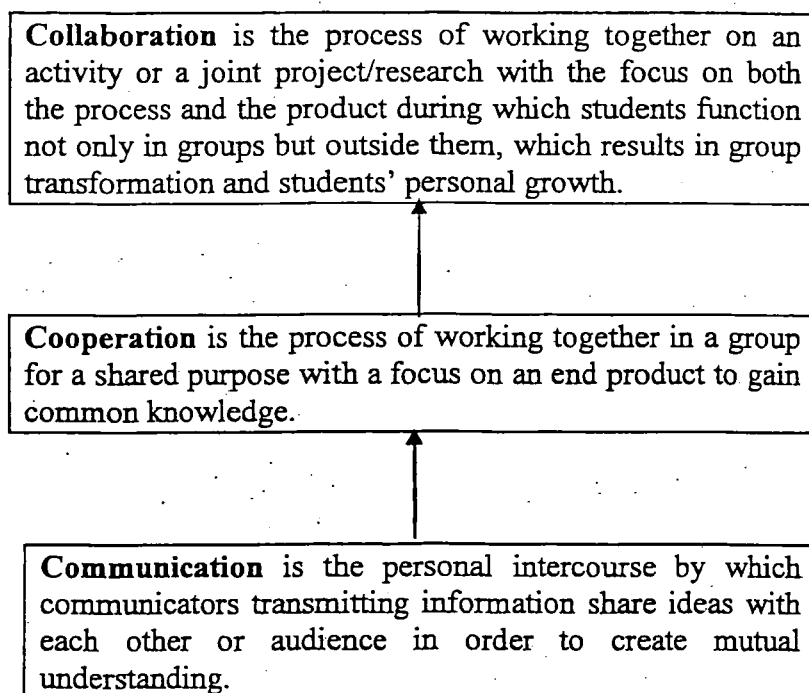 Collaboration is the process of working together on an
activity or a joint project/research with the focus on both
the process and the product during which students function
not only in groups but outside them, which results in group
transformation and students' personal growth.
Cooperation is the process of working together in a group
for a shared purpose with a focus on an end product to gain
common knowledge.
Communication is the personal intercourse by which
communicators transmitting information share ideas with
each other or audience in order to create mutual
understanding.